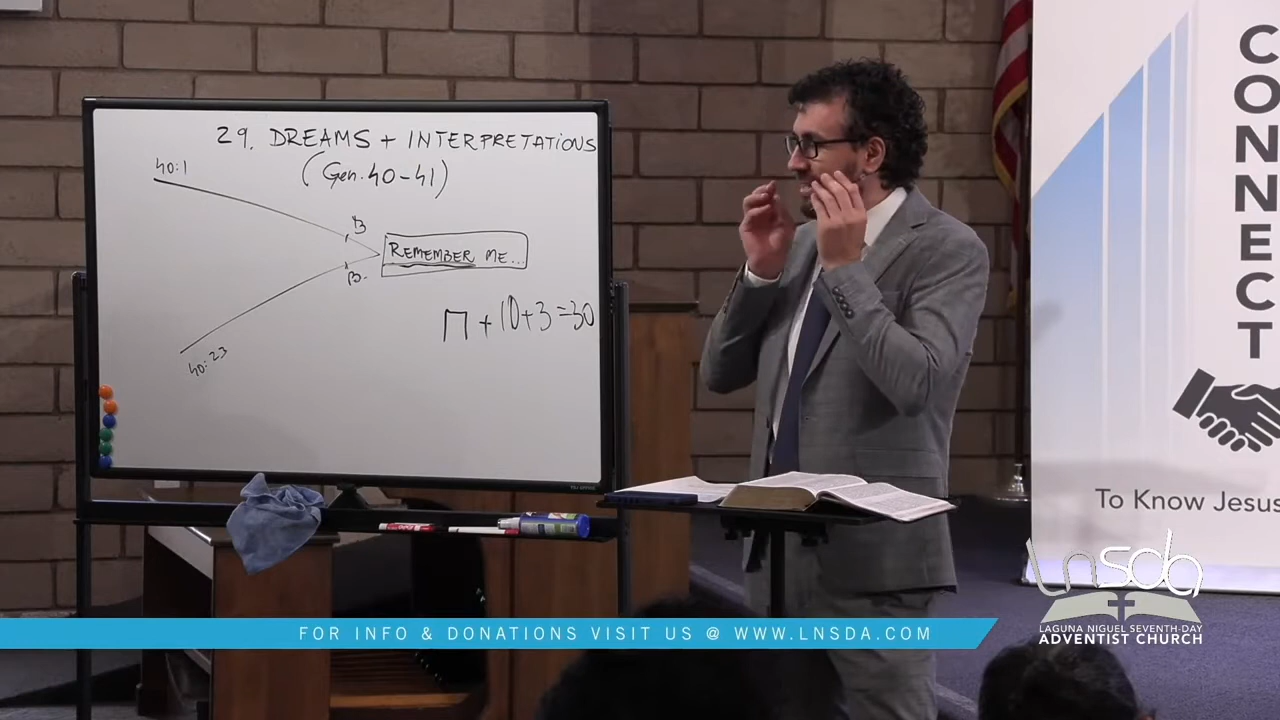 29. DREAMS + INTERPRETATIONS
(Gen. 40-41)
40:1
B
REMEMBER ME...
B.
40:23
17 + 10+3=30
CONNECT
To Know Jesus
LNSDA
LAGUNA NIGUEL SEVENTH-DAY
ADVENTIST CHURCH
FOR INFO & DONATIONS VISIT US @ WWW.LNSDA.COM